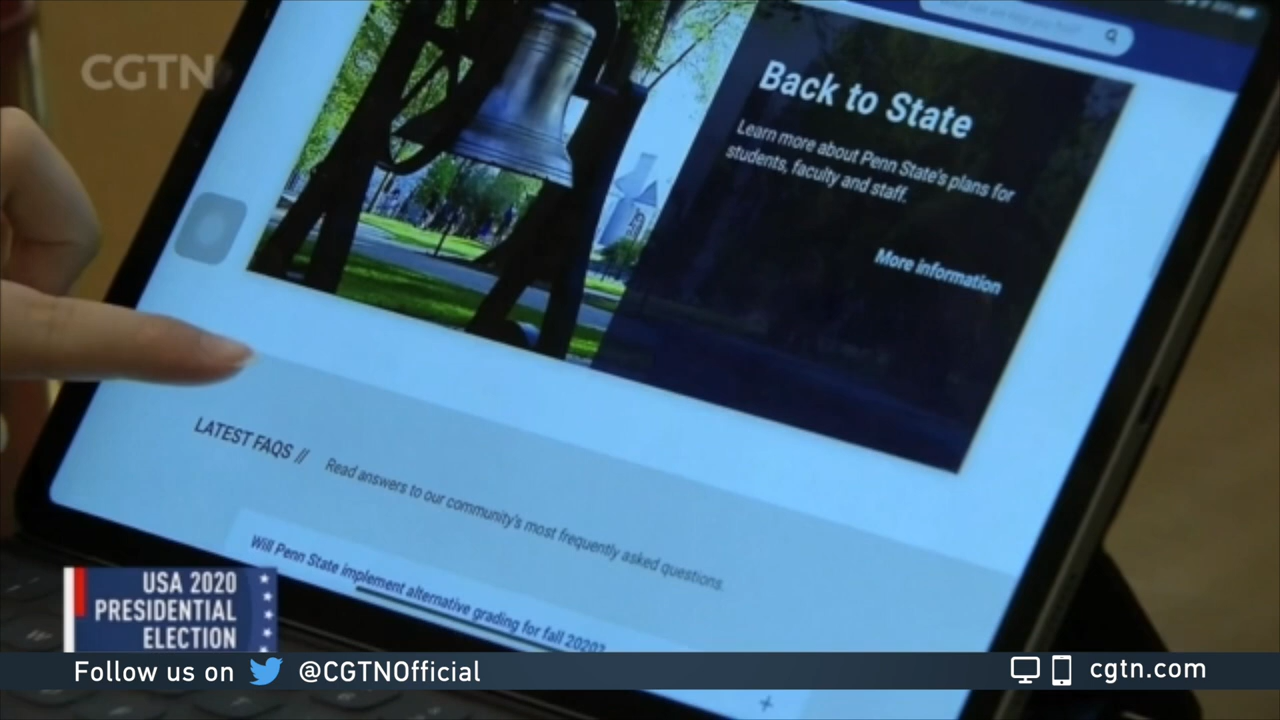 CGTN
Back to State
Learn more about Penn State's plans for
students, faculty and staff.
More information
LATEST FAQS //
Read answers to our community's most frequently asked questions.
Will Penn State implement alternative grading for fall 2020?
USA 2020
PRESIDENTIAL
ELECTION
Follow us on
@CGTNOfficial
cgtn.com